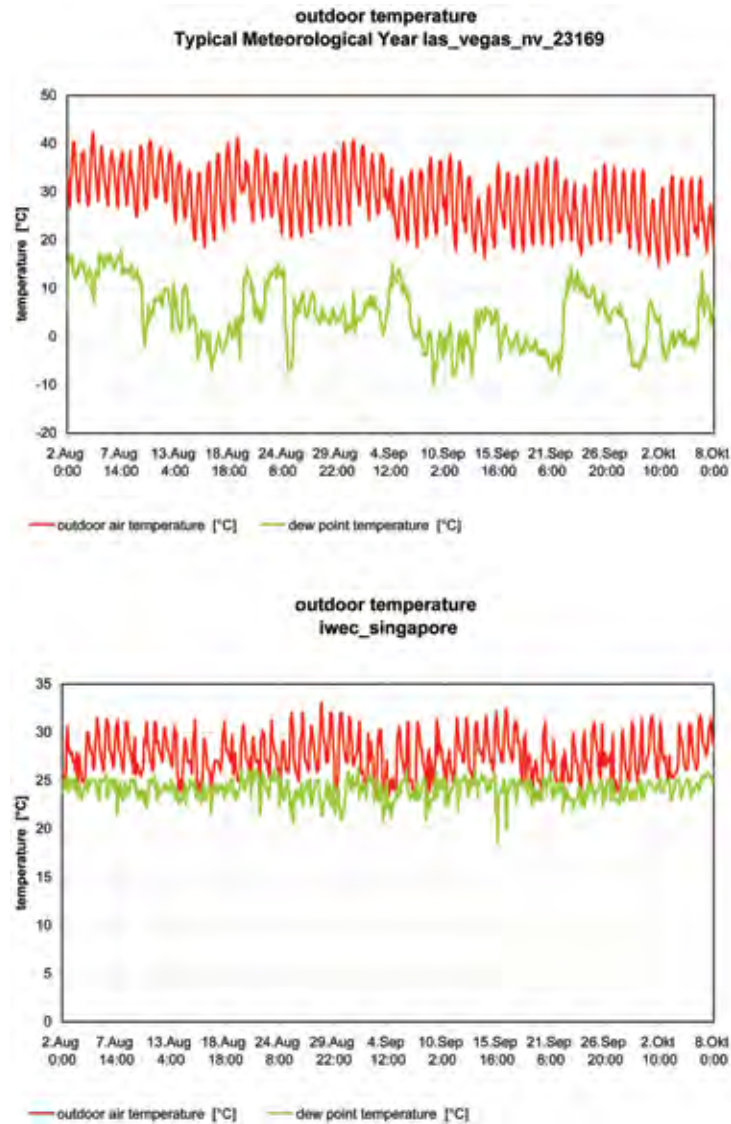 outdoor temperature
Typical Meteorological Year las_vegas_nv_23169
50
40
30
20
10
0
-10
-20
temperature [°C]
2.Aug 7.Aug 13.Aug 18.Aug 24.Aug 29.Aug 4.Sep 10.Sep 15.Sep 21.Sep 26.Sep 2.Okt 8.Okt
0:00 14:00 4:00 18:00 6:00 22:00 12:00 2:00 16:00 6:00 20:00 10:00 0:00
outdoor air temperature [°C] dew point temperature [°C]
outdoor temperature
iwec_singapore
35
30
25
20
15
10
5
0
temperature [°C]
2.Aug 7.Aug 13.Aug 18.Aug 24.Aug 29.Aug 4.Sep 10.Sep 15.Sep 21.Sep 26.Sep 2.Okt 8.Okt
0:00 14:00 4:00 18:00 8:00 22:00 12:00 2:00 16:00 6:00 20:00 10:00 0:00
outdoor air temperature [°C] dew point temperature [°C]